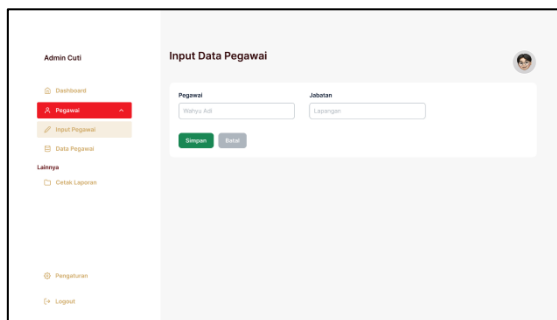 Admin Cuti
Dashboard
Pegawai
Input Pegawai
Data Pegawai
Lainnya
Cetak Laporan
Pengaturan
Logout
Input Data Pegawai
Pegawai
Jabatan
Wahyu Adi
Lapangan
Simpan
Batal